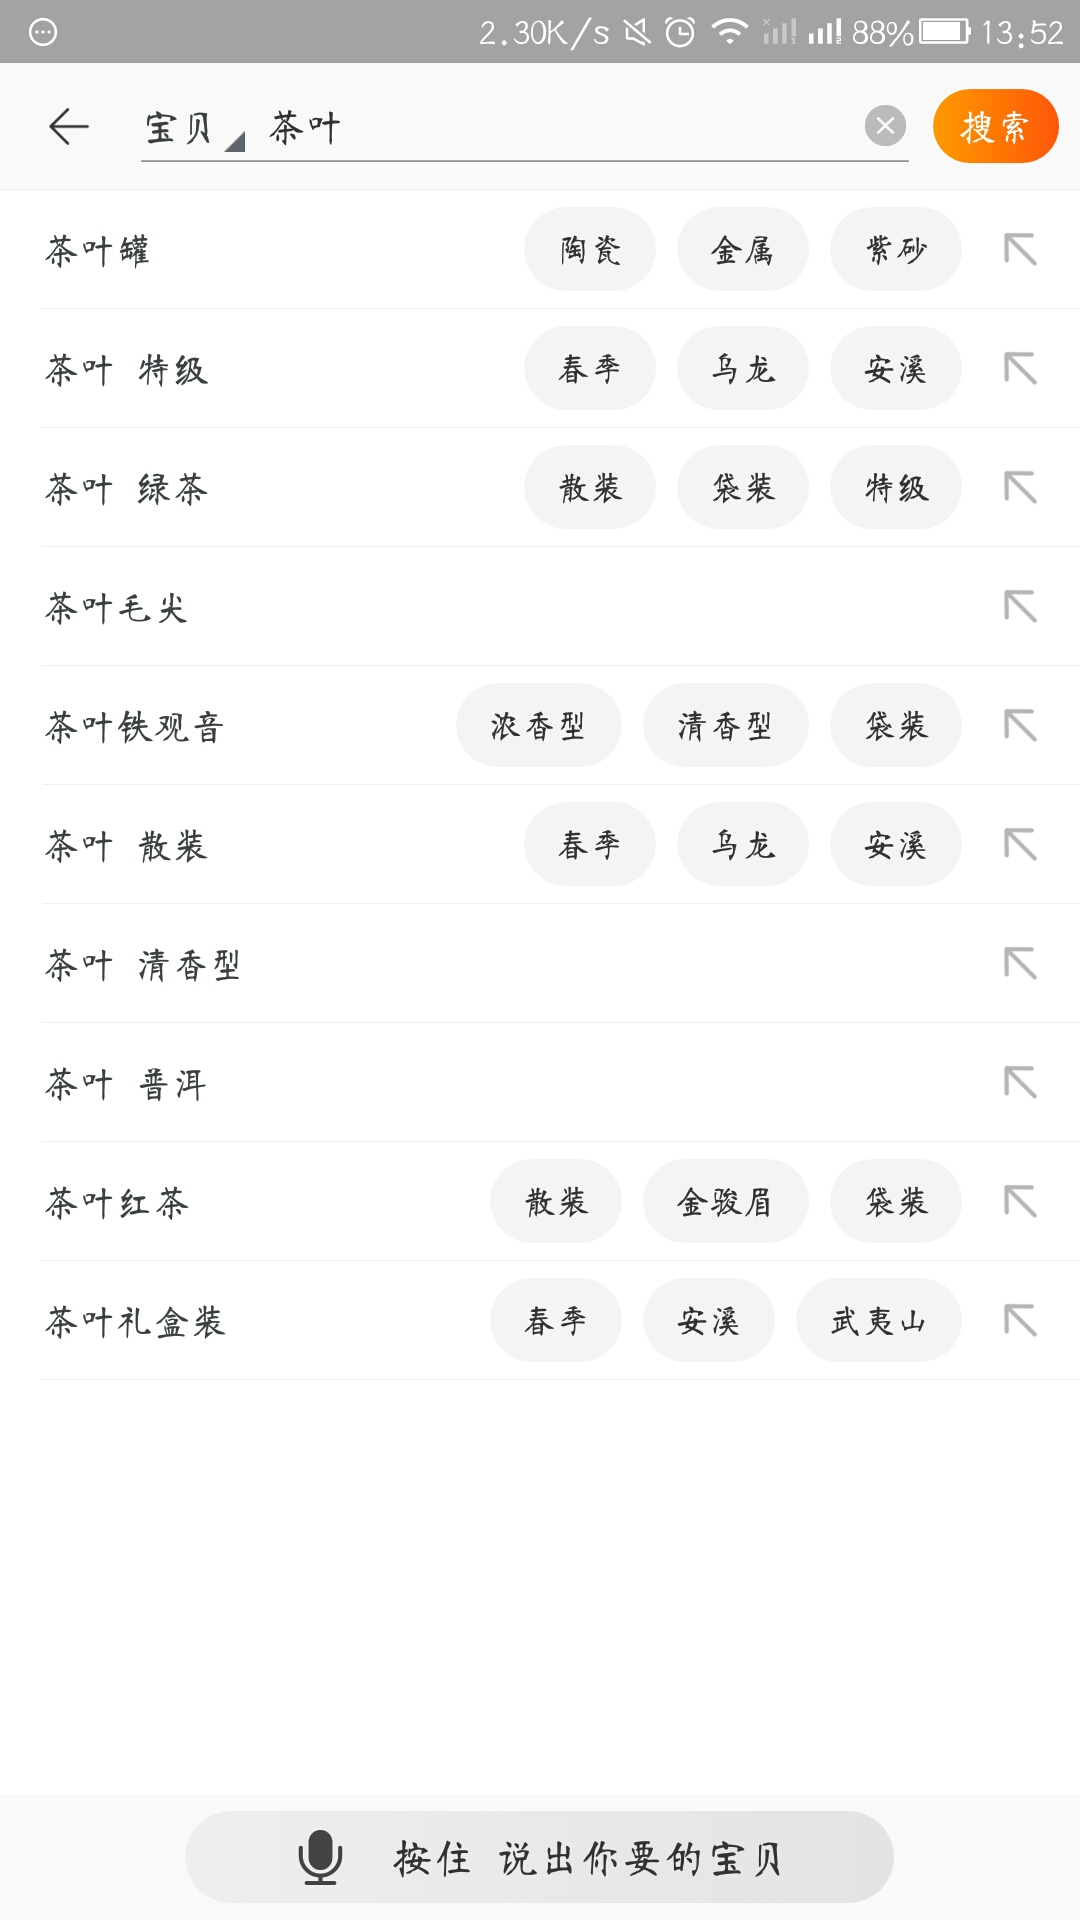 2.30K/s 88% 13:52
宝贝 茶叶 搜索
茶叶罐 陶瓷 金属 紫砂
茶叶 特级 春季 乌龙 安溪
茶叶 绿茶 散装 袋装 特级
茶叶毛尖
茶叶铁观音 浓香型 清香型 袋装
茶叶 散装 春季 乌龙 安溪
茶叶 清香型
茶叶 普洱
茶叶红茶 散装 金骏眉 袋装
茶叶礼盒装 春季 安溪 武夷山
按住 说出你要的宝贝